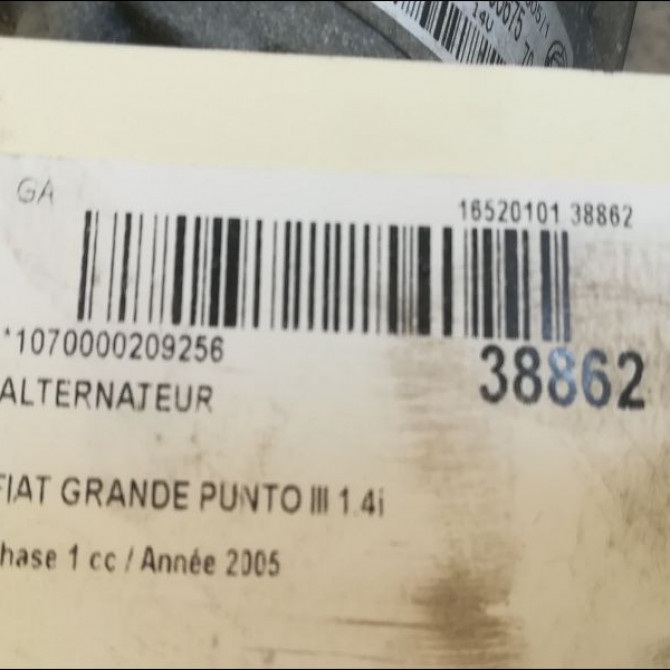 GA
16520101 38862
*1070000209256
38862
ALTERNATEUR
FIAT GRANDE PUNTO III 1.4i
hase 1 cc / Année 2005